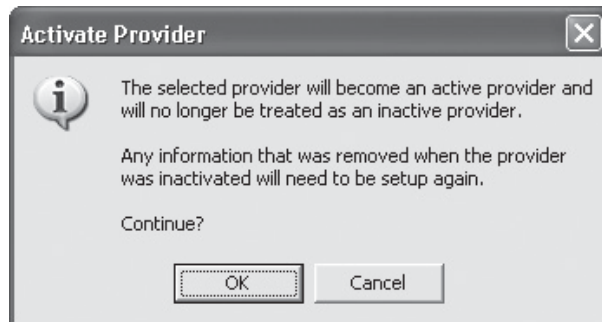 Activate Provider
The selected provider will become an active provider and
will no longer be treated as an inactive provider.
Any information that was removed when the provider
was inactivated will need to be setup again.
Continue?
OK
Cancel